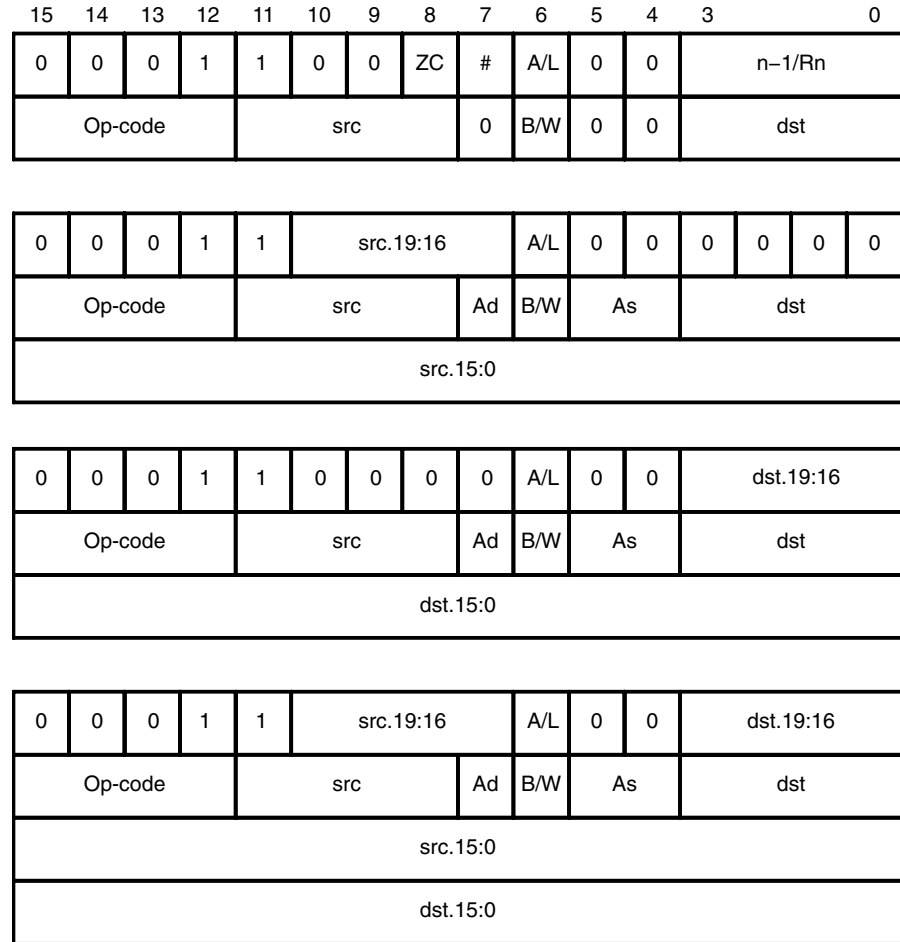 15 14 13 12 11 10 9 8 7 6 5 4 3 0
0 0 0 1 1 0 0 ZC # A/L 0 0 n−1/Rn
Op-code src 0 B/W 0 0 dst
0 0 0 1 1 src.19:16 A/L 0 0 0 0 0 0
Op-code src Ad B/W As dst
src.15:0
0 0 0 1 1 0 0 0 0 A/L 0 0 dst.19:16
Op-code src Ad B/W As dst
dst.15:0
0 0 0 1 1 src.19:16 A/L 0 0 dst.19:16
Op-code src Ad B/W As dst
src.15:0
dst.15:0